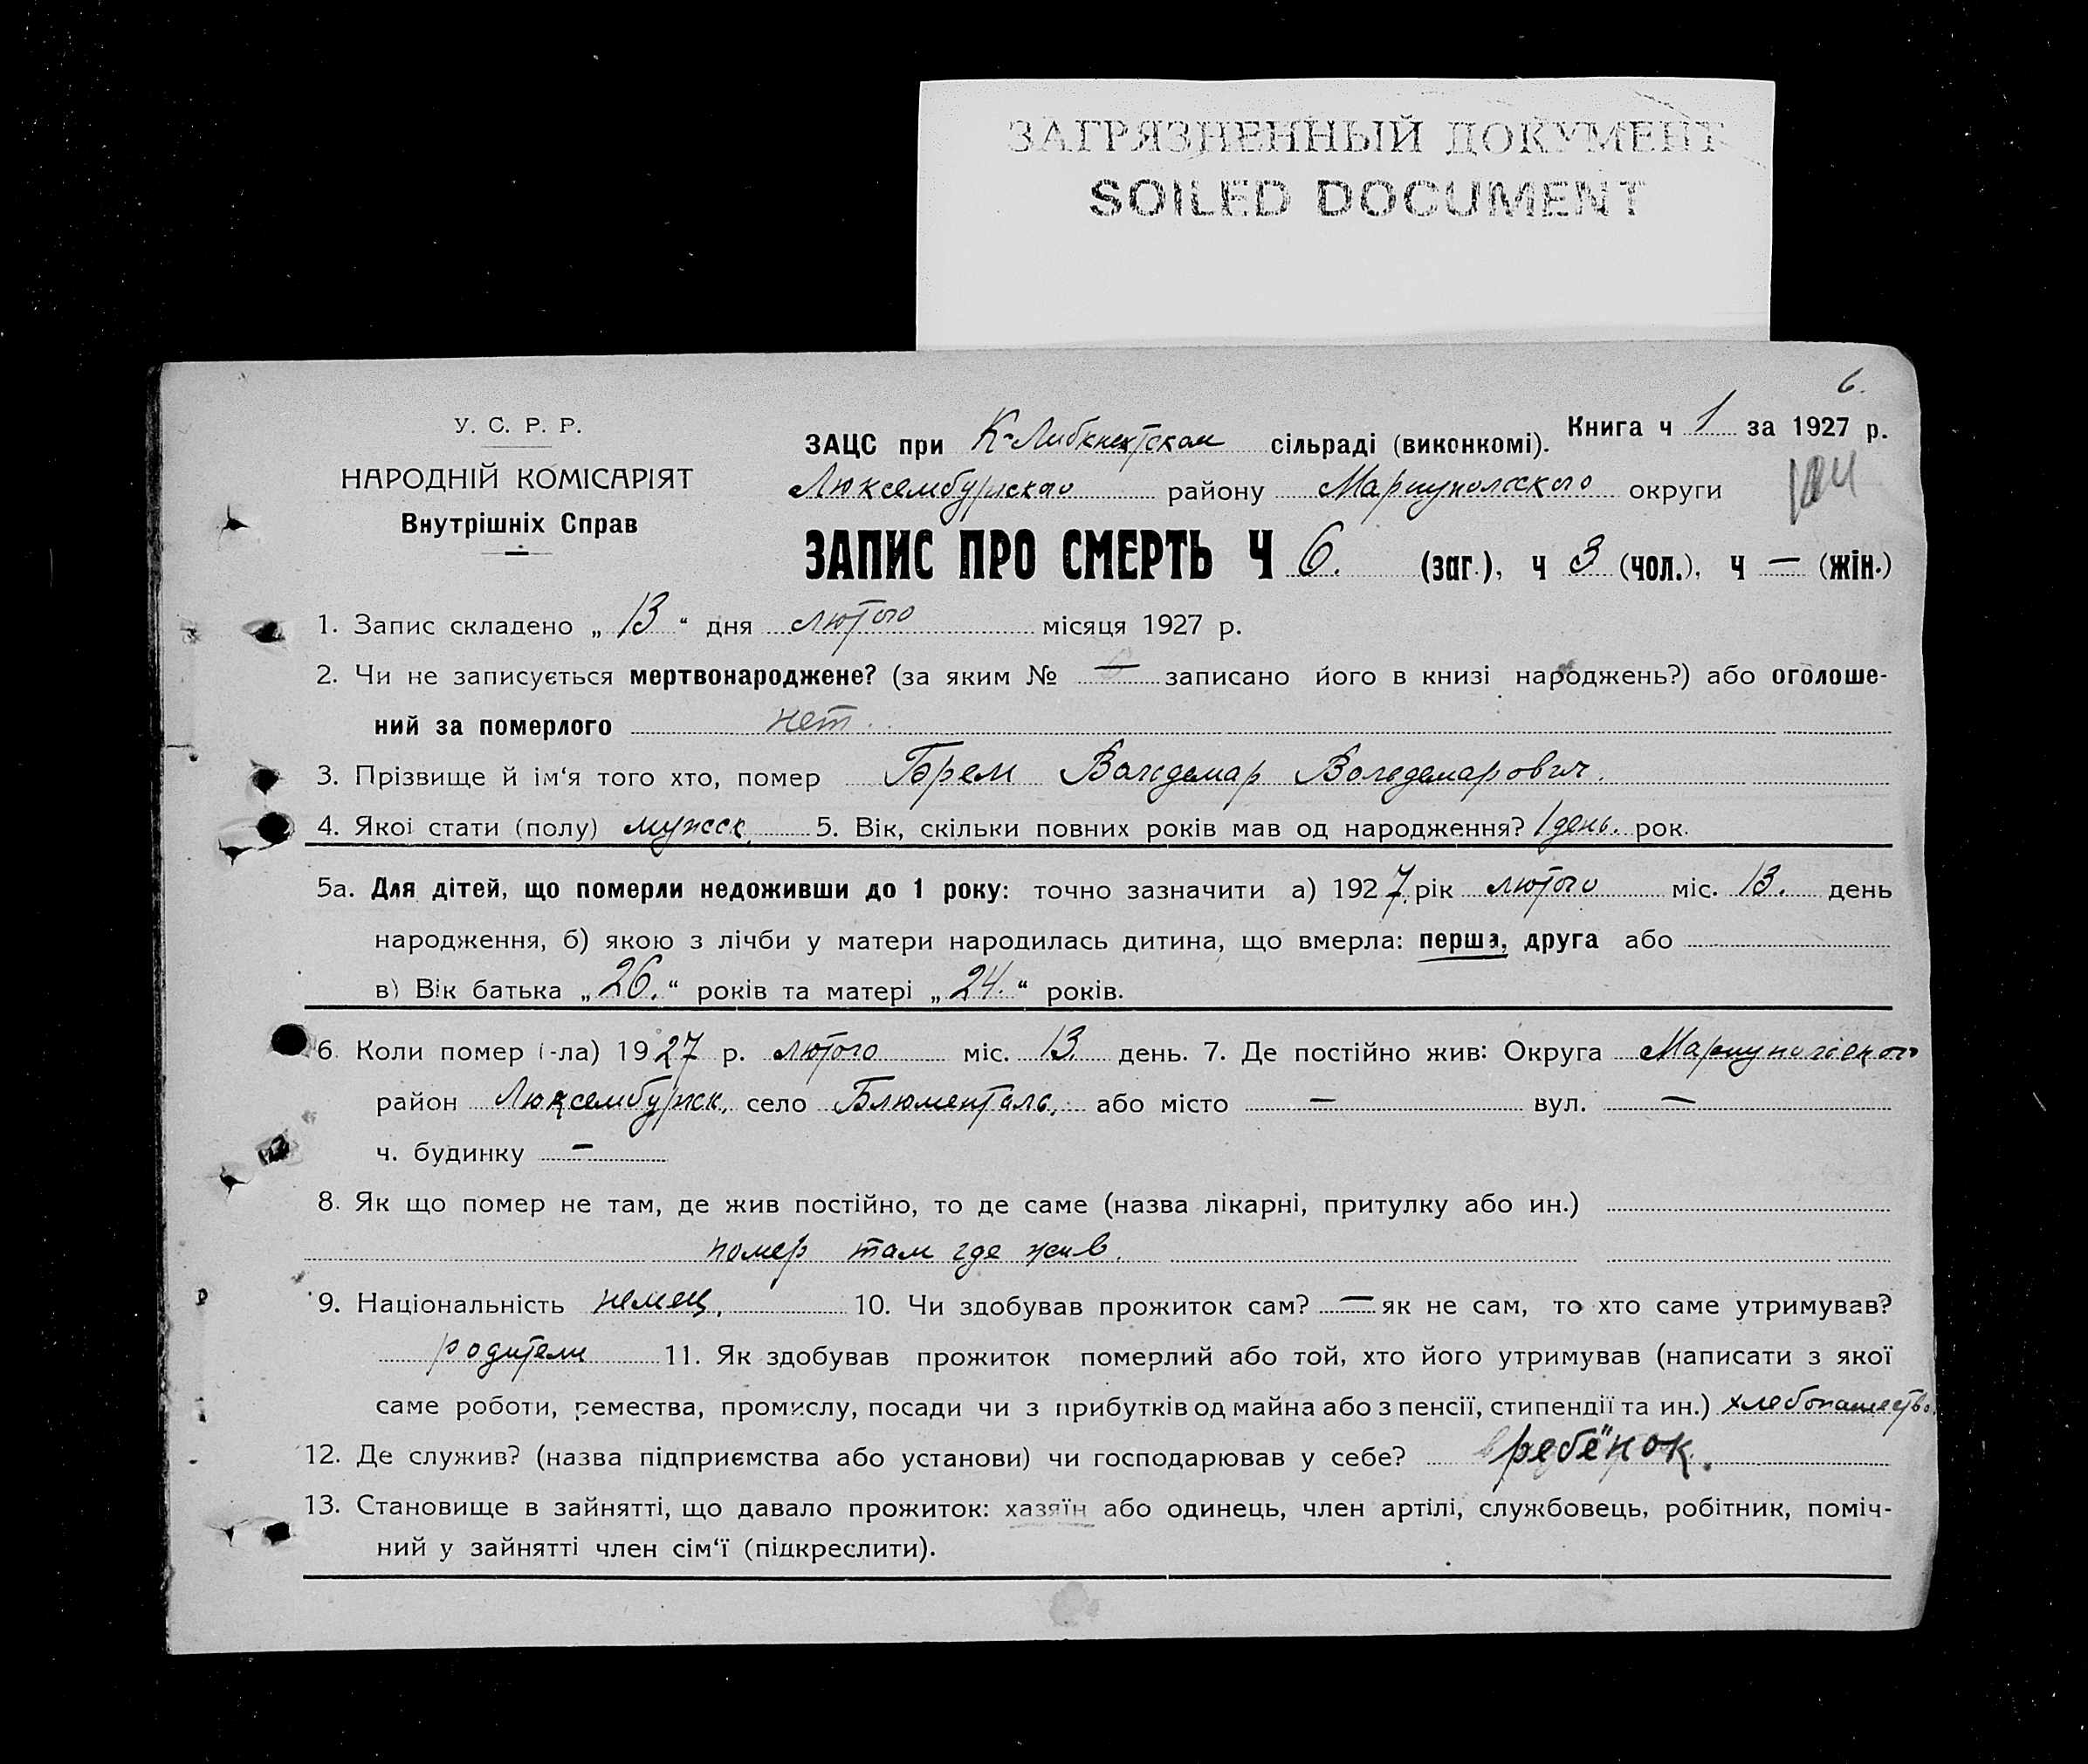 ЗАГРЯЗНЕННЫЙ ДОКУМЕНТ
SOILED DOCUMENT
6.
У. С. Р. Р.
НАРОДНІЙ КОМІСАРІЯТ
Внутрішніх Справ
Книга ч 1 за 1927 р.
ЗАЦС при К-Либкнехтском сільраді (виконкомі).
Люксембургскаго району Мариупольского округи
ЗАПИС ПРО СМЕРТЬ Ч 6. (заг.), ч 3 (чол.), ч — (жін.)
1. Запис складено „ 13 “ дня лютого місяця 1927 р.
2. Чи не записується мертвонароджене? (за яким № — записано його в книзі народжень?) або оголоше-
ний за померлого нет.
3. Прізвище й ім‘я того хто, помер Брем Вольдемар Вольдемарович.
4. Якої стати (полу) мужск. 5. Вік, скільки повних років мав од народження? 1 день. рок.
5а. Для дітей, що померли недоживши до 1 року: точно зазначити а) 1927. рік лютого міс. 13. день
народження, б) якою з лічби у матери народилась дитина, що вмерла: перша, друга або
в) Вік батька „ 26. “ років та матері „ 24. “ років.
6. Коли помер (-ла) 1927 р. лютого міс. 13. день. 7. Де постійно жив: Округа Мариупольского
район Люксембургск. село Блюменталь. або місто — вул. —
ч. будинку —
8. Як що помер не там, де жив постійно, то де саме (назва лікарні, притулку або ин.)
помер там где жив.
9. Національність немец. 10. Чи здобував прожиток сам? — як не сам, то хто саме утримував?
родители 11. Як здобував прожиток померлий або той, хто його утримував (написати з якої
саме роботи, ремества, промислу, посади чи з прибутків од майна або з пенсії, стипендії та ин.) хлебопашество.
12. Де служив? (назва підприємства або установи) чи господарював у себе? ребёнок.
13. Становище в зайнятті, що давало прожиток: хазяїн або одинець, член артілі, службовець, робітник, поміч-
ний у зайнятті член сім‘ї (підкреслити).